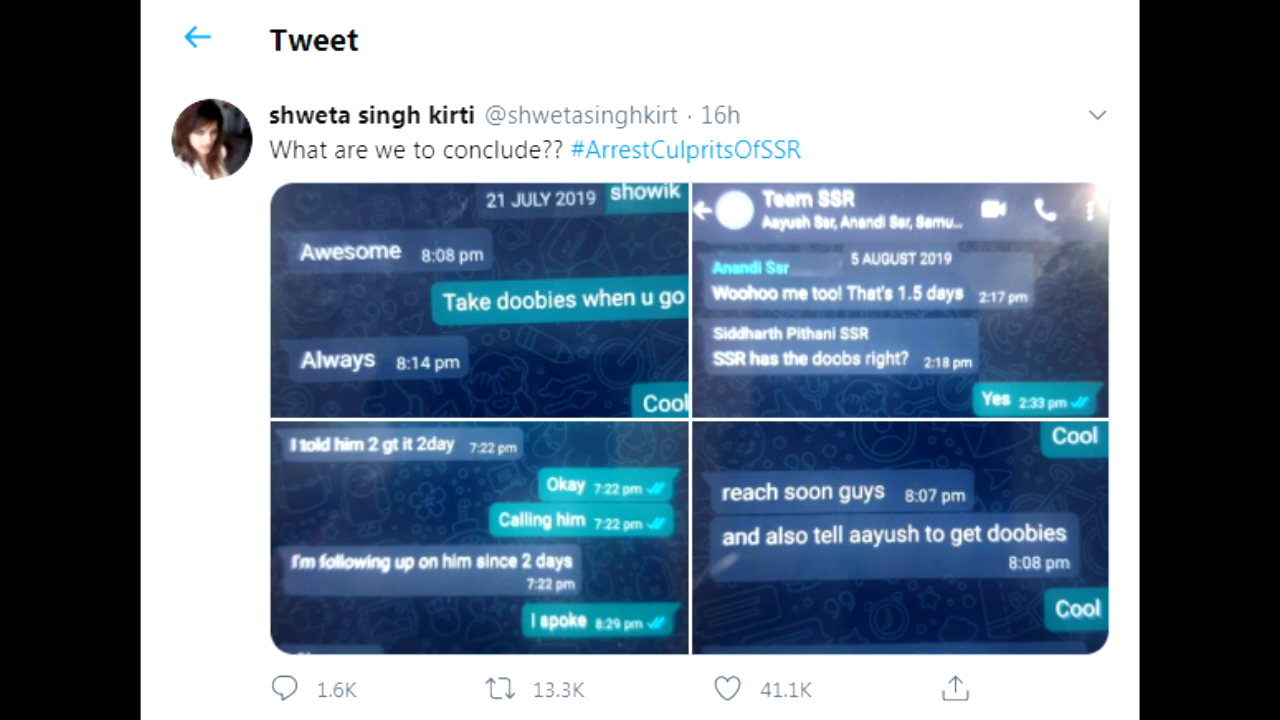 Tweet
shweta singh kirti @shwetasinghkirt · 16h
What are we to conclude?? #ArrestCulpritsOfSSR
21 JULY 2019 showik
Awesome 8:08 pm
Take doobies when u go
Always 8:14 pm
Cool
Team SSR
Aayush Ssr, Anandi Ssr, Samu...
5 AUGUST 2019
Anandi Ssr
Woohoo me too! That's 1.5 days 2:17 pm
Siddharth Pithani SSR
SSR has the doobs right? 2:18 pm
Yes 2:33 pm
I told him 2 gt it 2day 7:22 pm
Okay 7:22 pm
Calling him 7:22 pm
I'm following up on him since 2 days
7:22 pm
I spoke 8:29 pm
Cool
reach soon guys 8:07 pm
and also tell aayush to get doobies
8:08 pm
Cool
1.6K 13.3K 41.1K